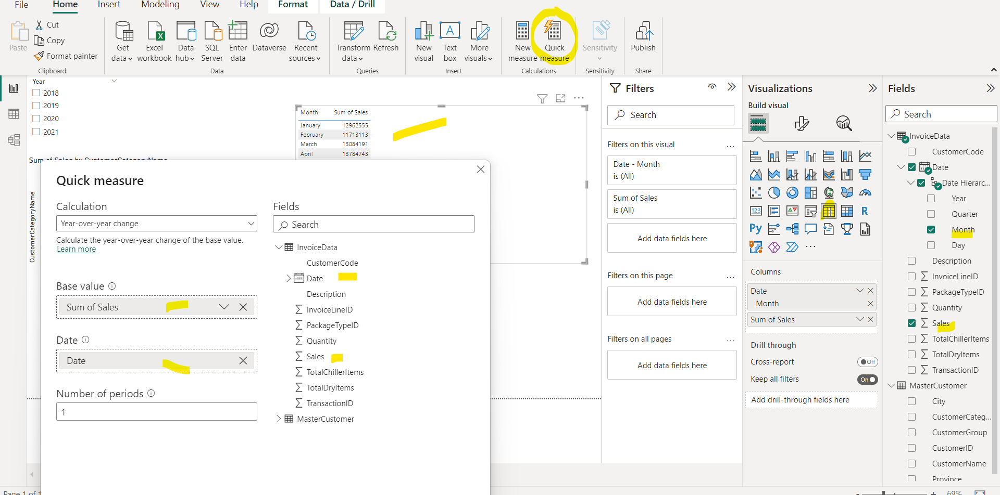 File Home Insert Modeling View Help Format Data / Drill
Paste
Cut
Copy
Format painter
Clipboard
Get data
Excel workbook
Data hub
SQL Server
Enter data
Dataverse
Recent sources
Data
Transform data
Refresh
Queries
New visual
Text box
More visuals
Insert
New measure
Quick measure
Calculations
Sensitivity
Sensitivity
Publish
Share
Year
2018
2019
2020
2021
Month Sum of Sales
January 12962555
February 11713113
March 13084191
April 13784743
Sum of Sales by CustomerCategoryName
CustomerCategoryName
Quick measure
Calculation
Year-over-year change
Calculate the year-over-year change of the base value.
Learn more
Base value
Sum of Sales
Date
Date
Number of periods
1
Fields
Search
InvoiceData
CustomerCode
Date
Description
InvoiceLineID
PackageTypeID
Quantity
Sales
TotalChillerItems
TotalDryItems
TransactionID
MasterCustomer
Filters
Search
Filters on this visual ...
Date - Month
is (All)
Sum of Sales
is (All)
Add data fields here
Filters on this page ...
Add data fields here
Filters on all pages ...
Add data fields here
Visualizations
Build visual
123
R
Py
...
Columns
Date
Month
Sum of Sales
Drill through
Cross-report Off
Keep all filters On
Add drill-through fields here
Fields
Search
InvoiceData
CustomerCode
Date
Date Hierarc...
Year
Quarter
Month
Day
Description
InvoiceLineID
PackageTypeID
Quantity
Sales
TotalChillerItems
TotalDryItems
TransactionID
MasterCustomer
City
CustomerCateg...
CustomerGroup
CustomerID
CustomerName
Province
Page 1 of 1
69%